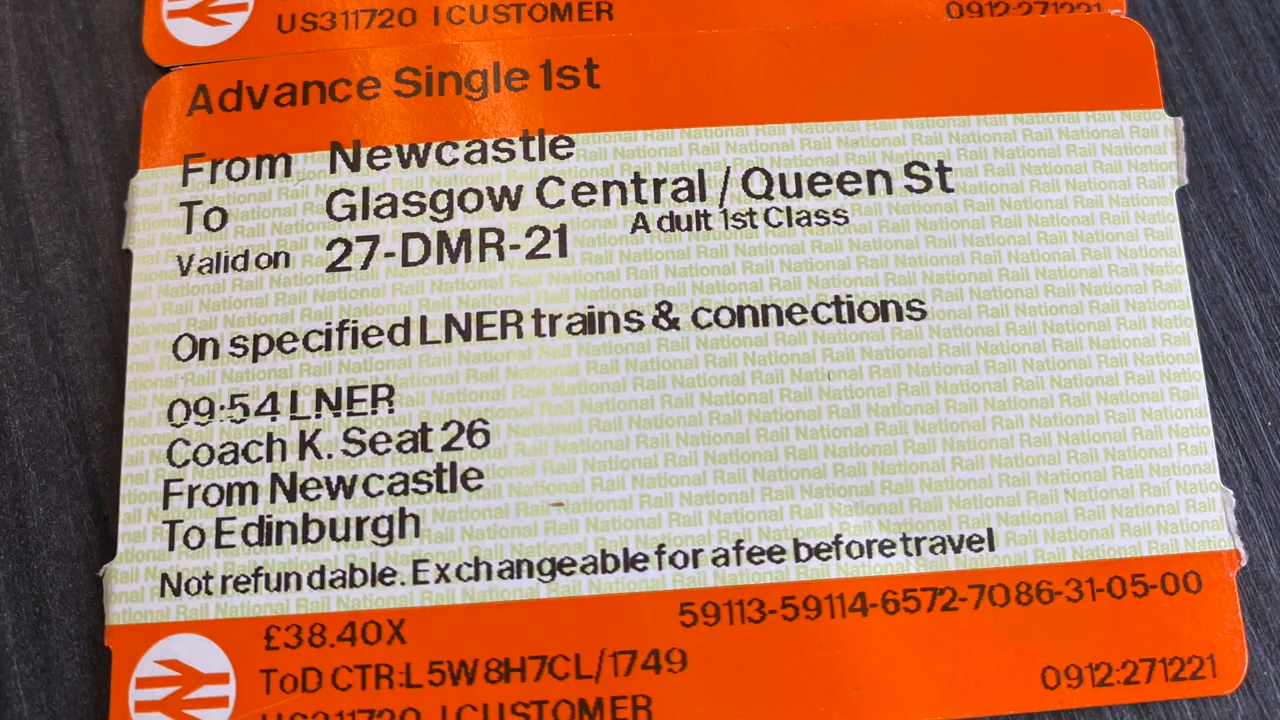 US311720 I CUSTOMER 0912:271221
Advance Single 1st
From Newcastle
To Glasgow Central / Queen St
Adult 1st Class
Valid on 27-DMR-21
On specified LNER trains & connections
09:54 LNER
Coach K. Seat 26
From Newcastle
To Edinburgh
Not refundable. Exchangeable for a fee before travel
£38.40X 59113-59114-6572-7086-31-05-00
ToD CTR:L5W8H7CL/1749
0912:271221
US311720 I CUSTOMER